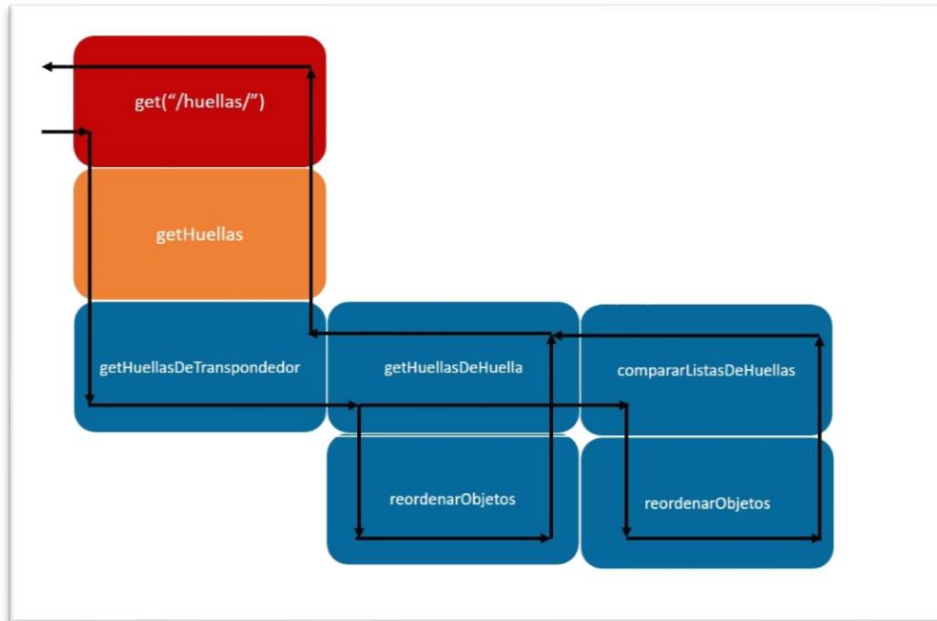 get(“/huellas/”)
getHuellas
getHuellasDeTranspondedor
getHuellasDeHuella
compararListasDeHuellas
reordenarObjetos
reordenarObjetos